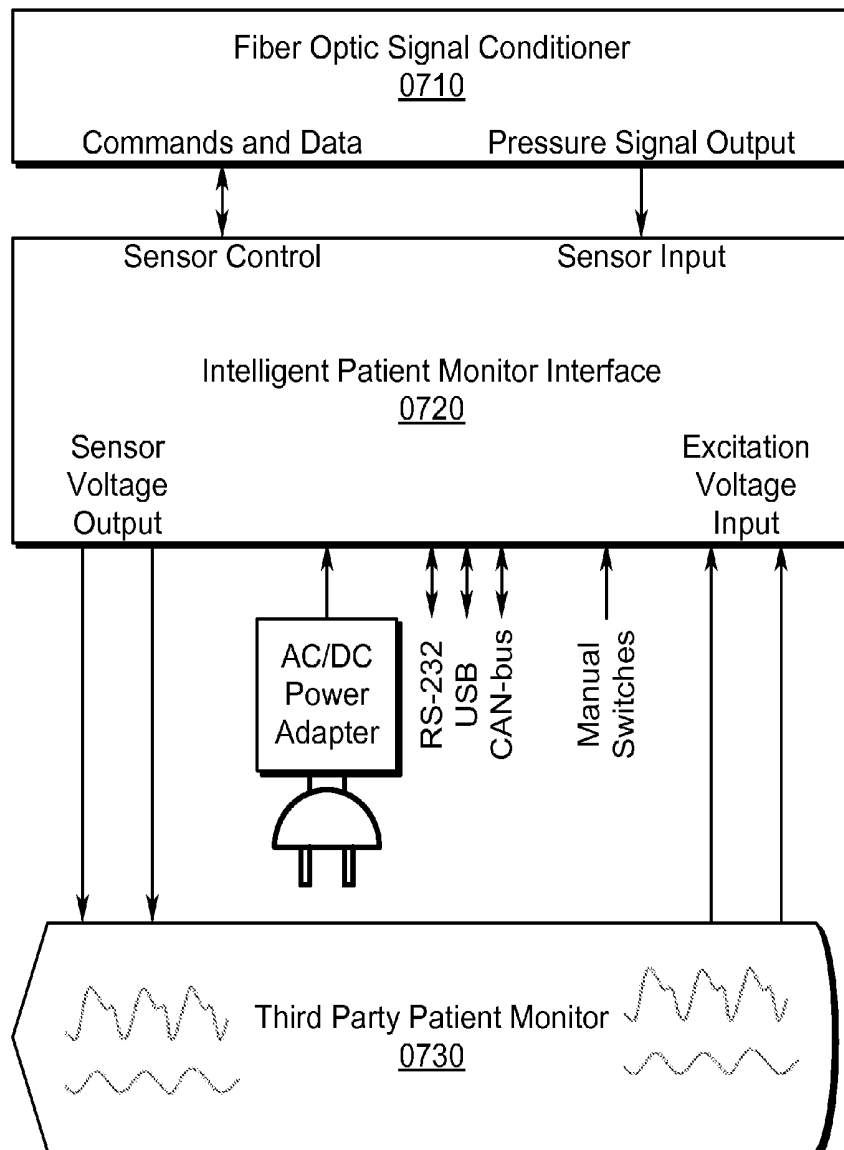 Fiber Optic Signal Conditioner
0710
Commands and Data
Pressure Signal Output
Sensor Control
Sensor Input
Intelligent Patient Monitor Interface
0720
Sensor
Voltage
Output
Excitation
Voltage
Input
AC/DC
Power
Adapter
RS-232
USB
CAN-bus
Manual
Switches
Third Party Patient Monitor
0730